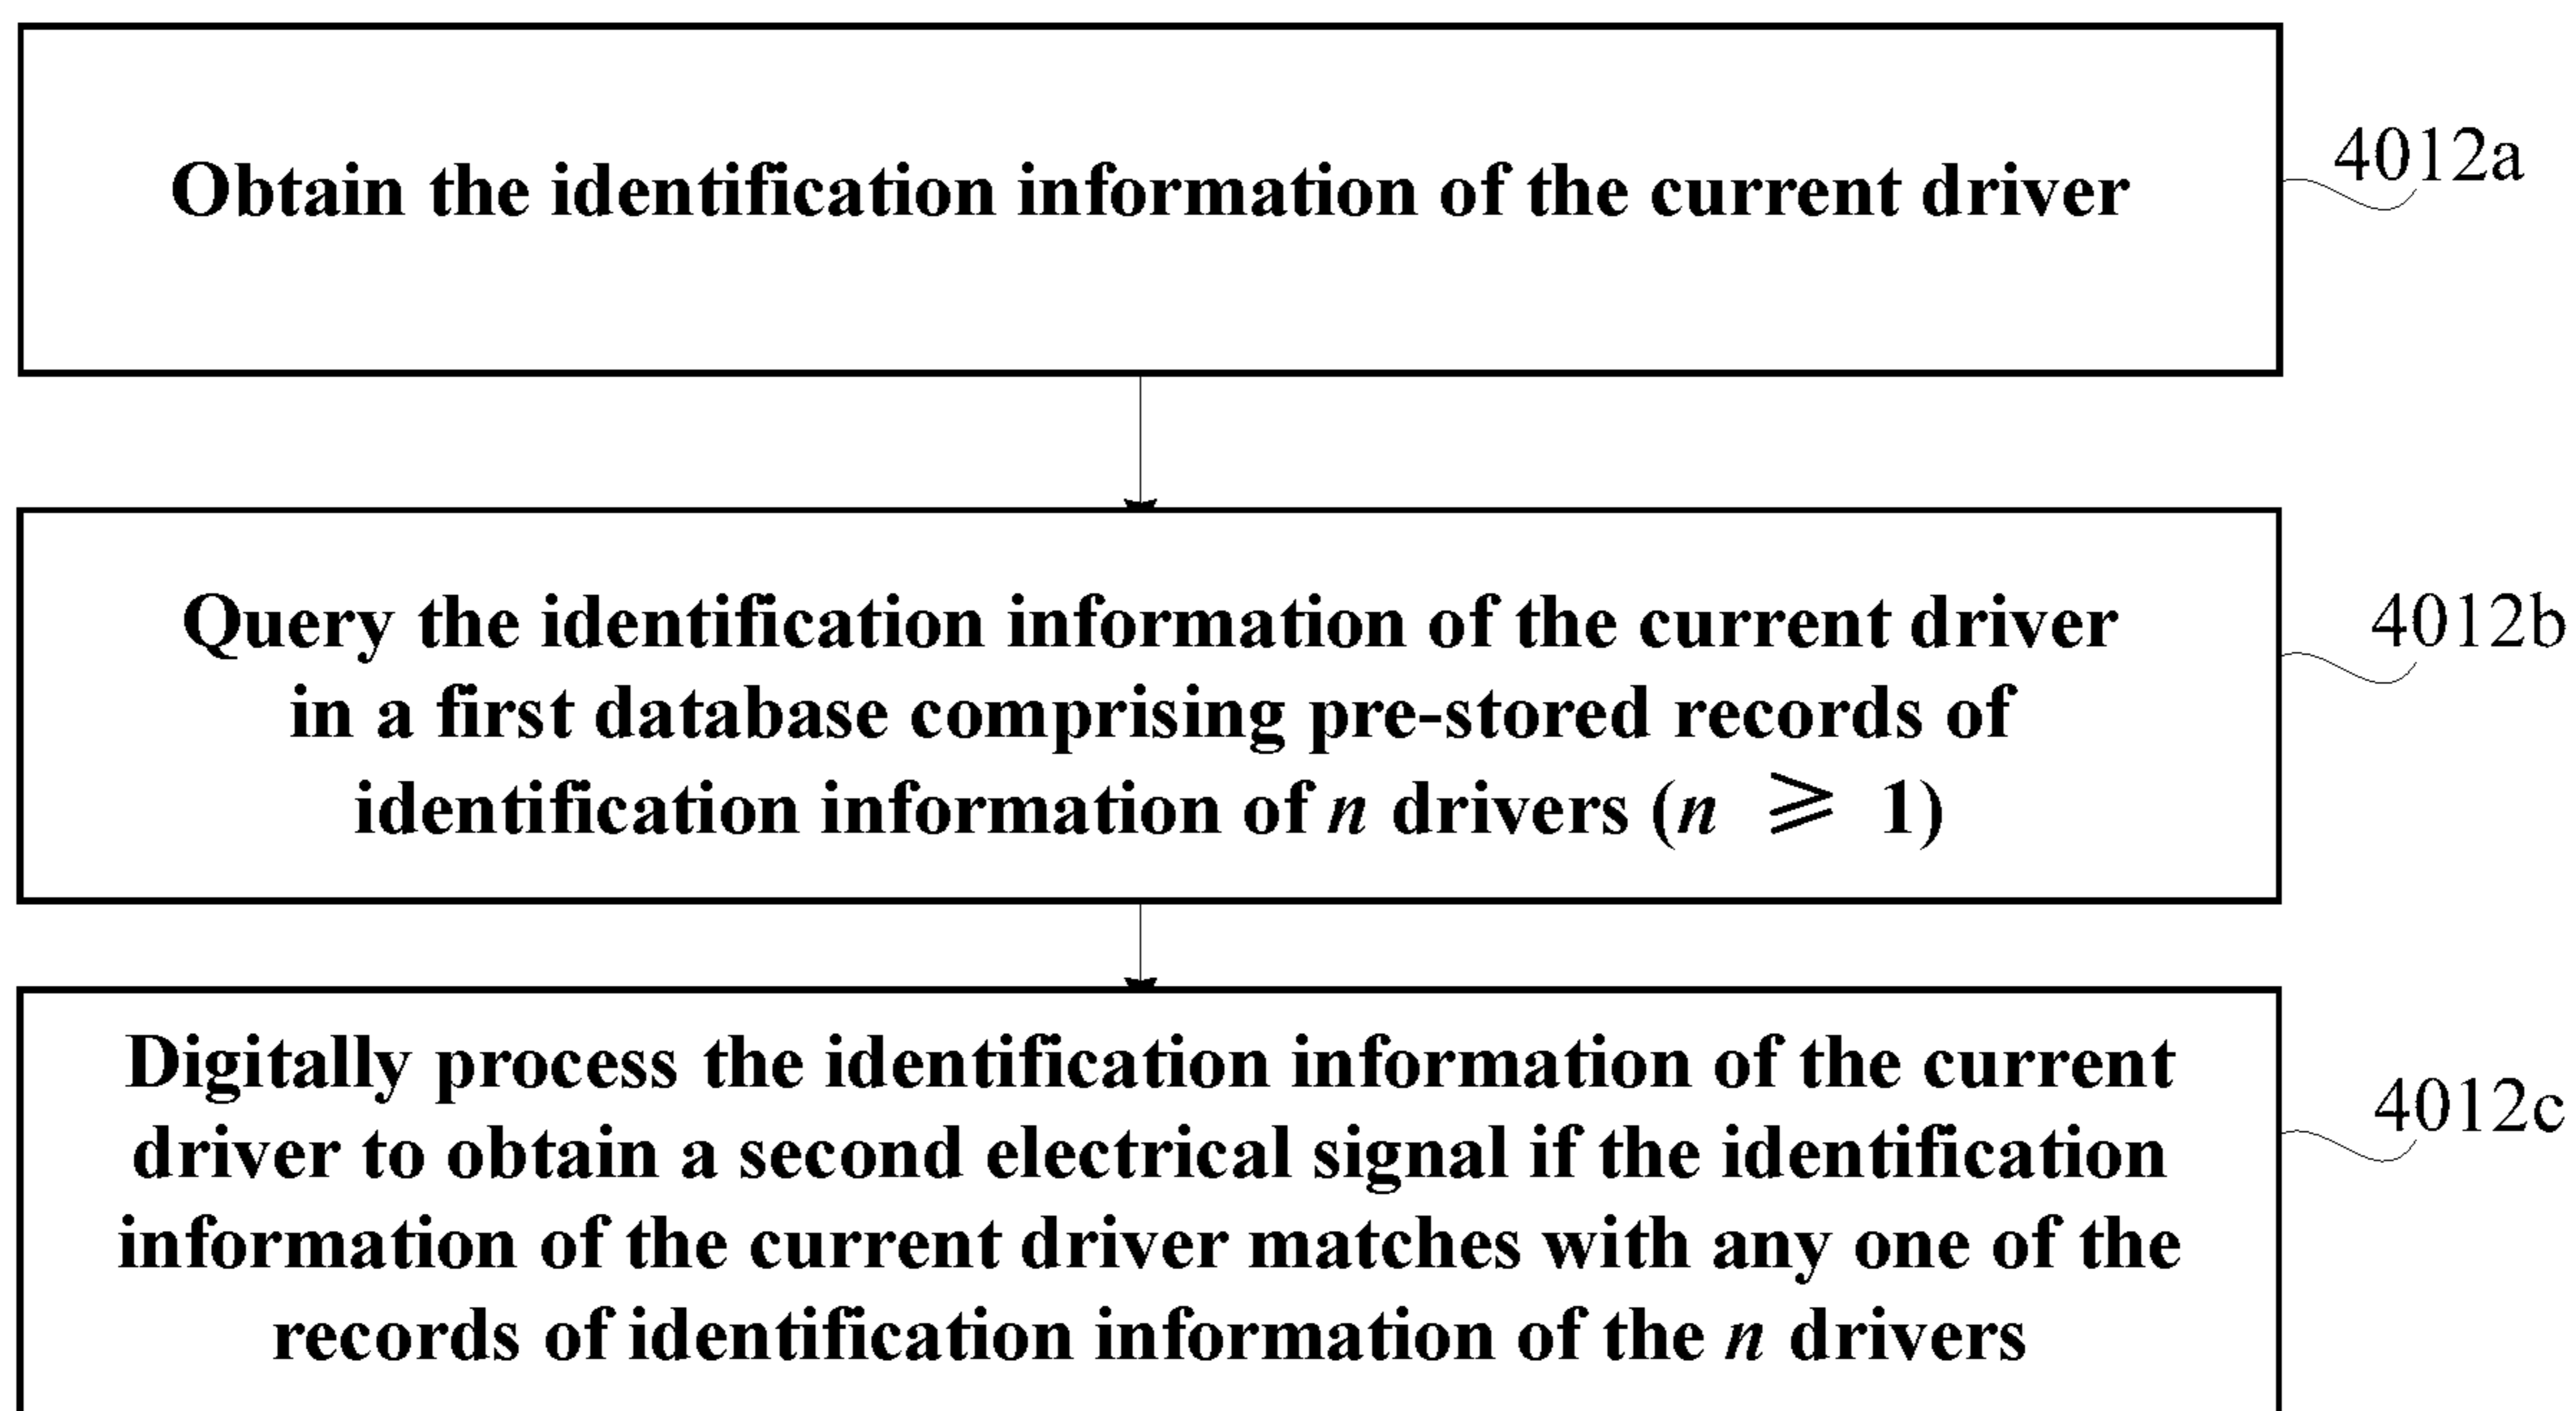 Obtain the identification information of the current driver
4012a
Query the identification information of the current driver
in a first database comprising pre-stored records of
identification information of n drivers (n ⩾ 1)
4012b
Digitally process the identification information of the current
driver to obtain a second electrical signal if the identification
information of the current driver matches with any one of the
records of identification information of the n drivers
4012c